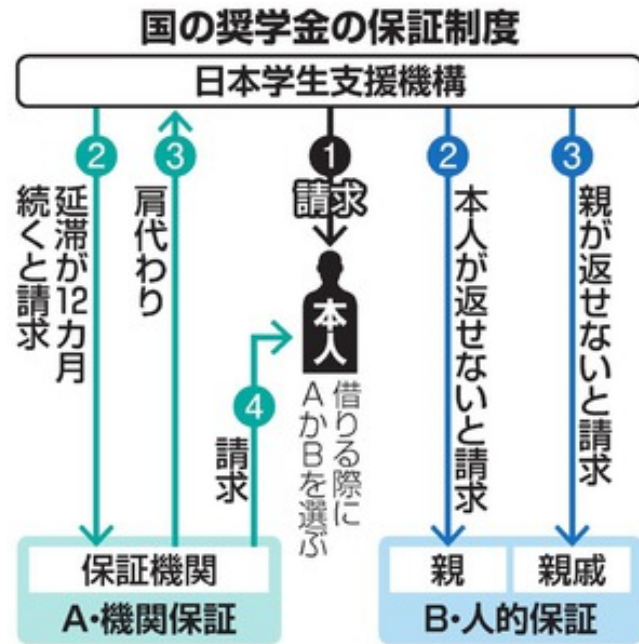 国の奨学金の保証制度
日本学生支援機構
1
請求
本人
借りる際に
AかBを選ぶ
2
延滞が12カ月
続くと請求
3
肩代わり
4
請求
保証機関
A・機関保証
2
本人が返せないと請求
3
親が返せないと請求
親
親戚
B・人的保証